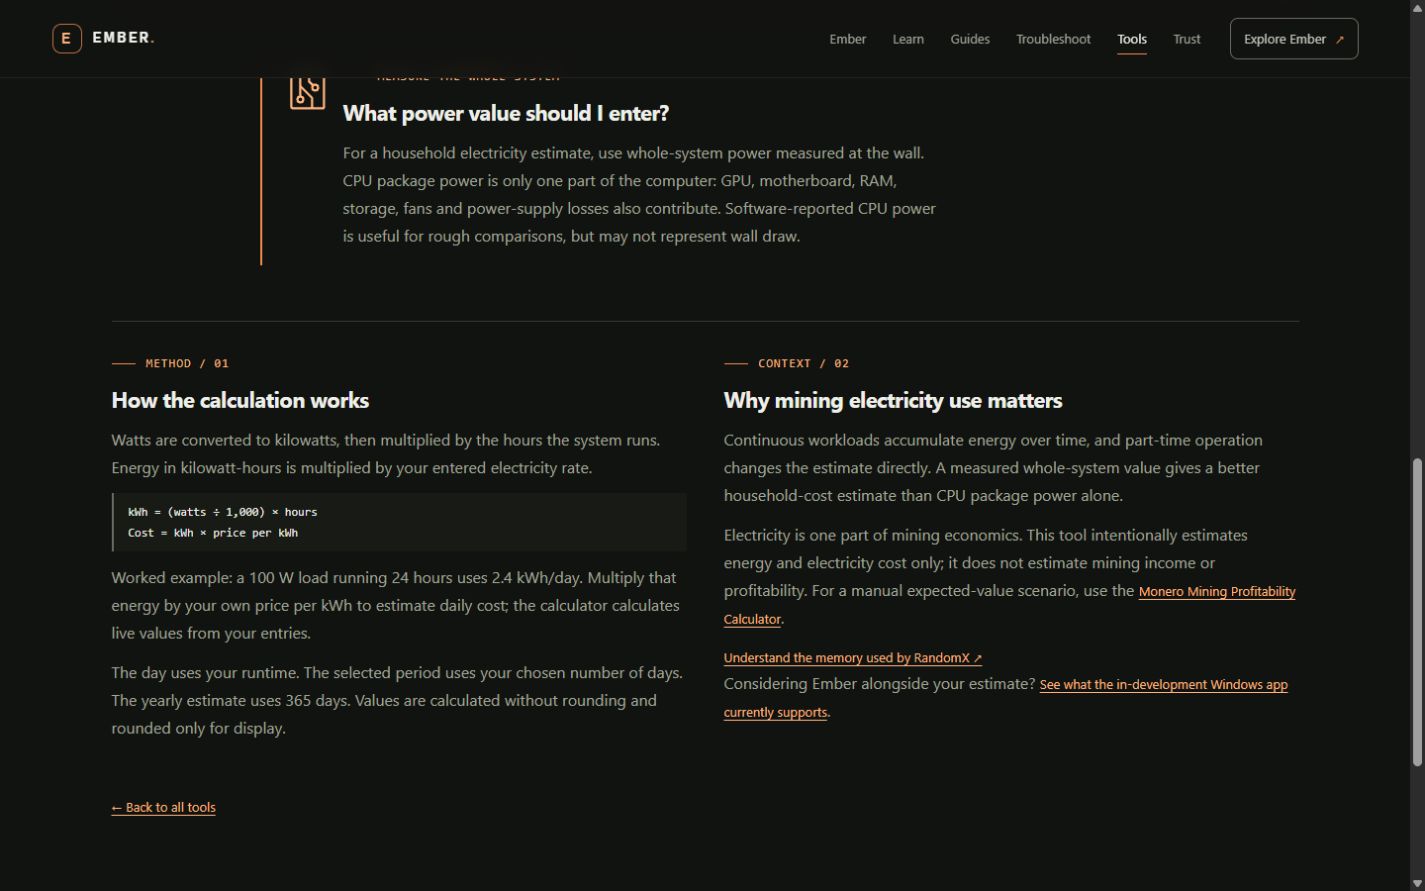 E EMBER.
Ember Learn Guides Troubleshoot Tools Trust Explore Ember ↗
MEASURE THE WHOLE SYSTEM
What power value should I enter?
For a household electricity estimate, use whole-system power measured at the wall.
CPU package power is only one part of the computer: GPU, motherboard, RAM,
storage, fans and power-supply losses also contribute. Software-reported CPU power
is useful for rough comparisons, but may not represent wall draw.
METHOD / 01
How the calculation works
Watts are converted to kilowatts, then multiplied by the hours the system runs.
Energy in kilowatt-hours is multiplied by your entered electricity rate.
kWh = (watts ÷ 1,000) × hours
Cost = kWh × price per kWh
Worked example: a 100 W load running 24 hours uses 2.4 kWh/day. Multiply that
energy by your own price per kWh to estimate daily cost; the calculator calculates
live values from your entries.
The day uses your runtime. The selected period uses your chosen number of days.
The yearly estimate uses 365 days. Values are calculated without rounding and
rounded only for display.
CONTEXT / 02
Why mining electricity use matters
Continuous workloads accumulate energy over time, and part-time operation
changes the estimate directly. A measured whole-system value gives a better
household-cost estimate than CPU package power alone.
Electricity is one part of mining economics. This tool intentionally estimates
energy and electricity cost only; it does not estimate mining income or
profitability. For a manual expected-value scenario, use the Monero Mining Profitability
Calculator.
Understand the memory used by RandomX ↗
Considering Ember alongside your estimate? See what the in-development Windows app
currently supports.
← Back to all tools